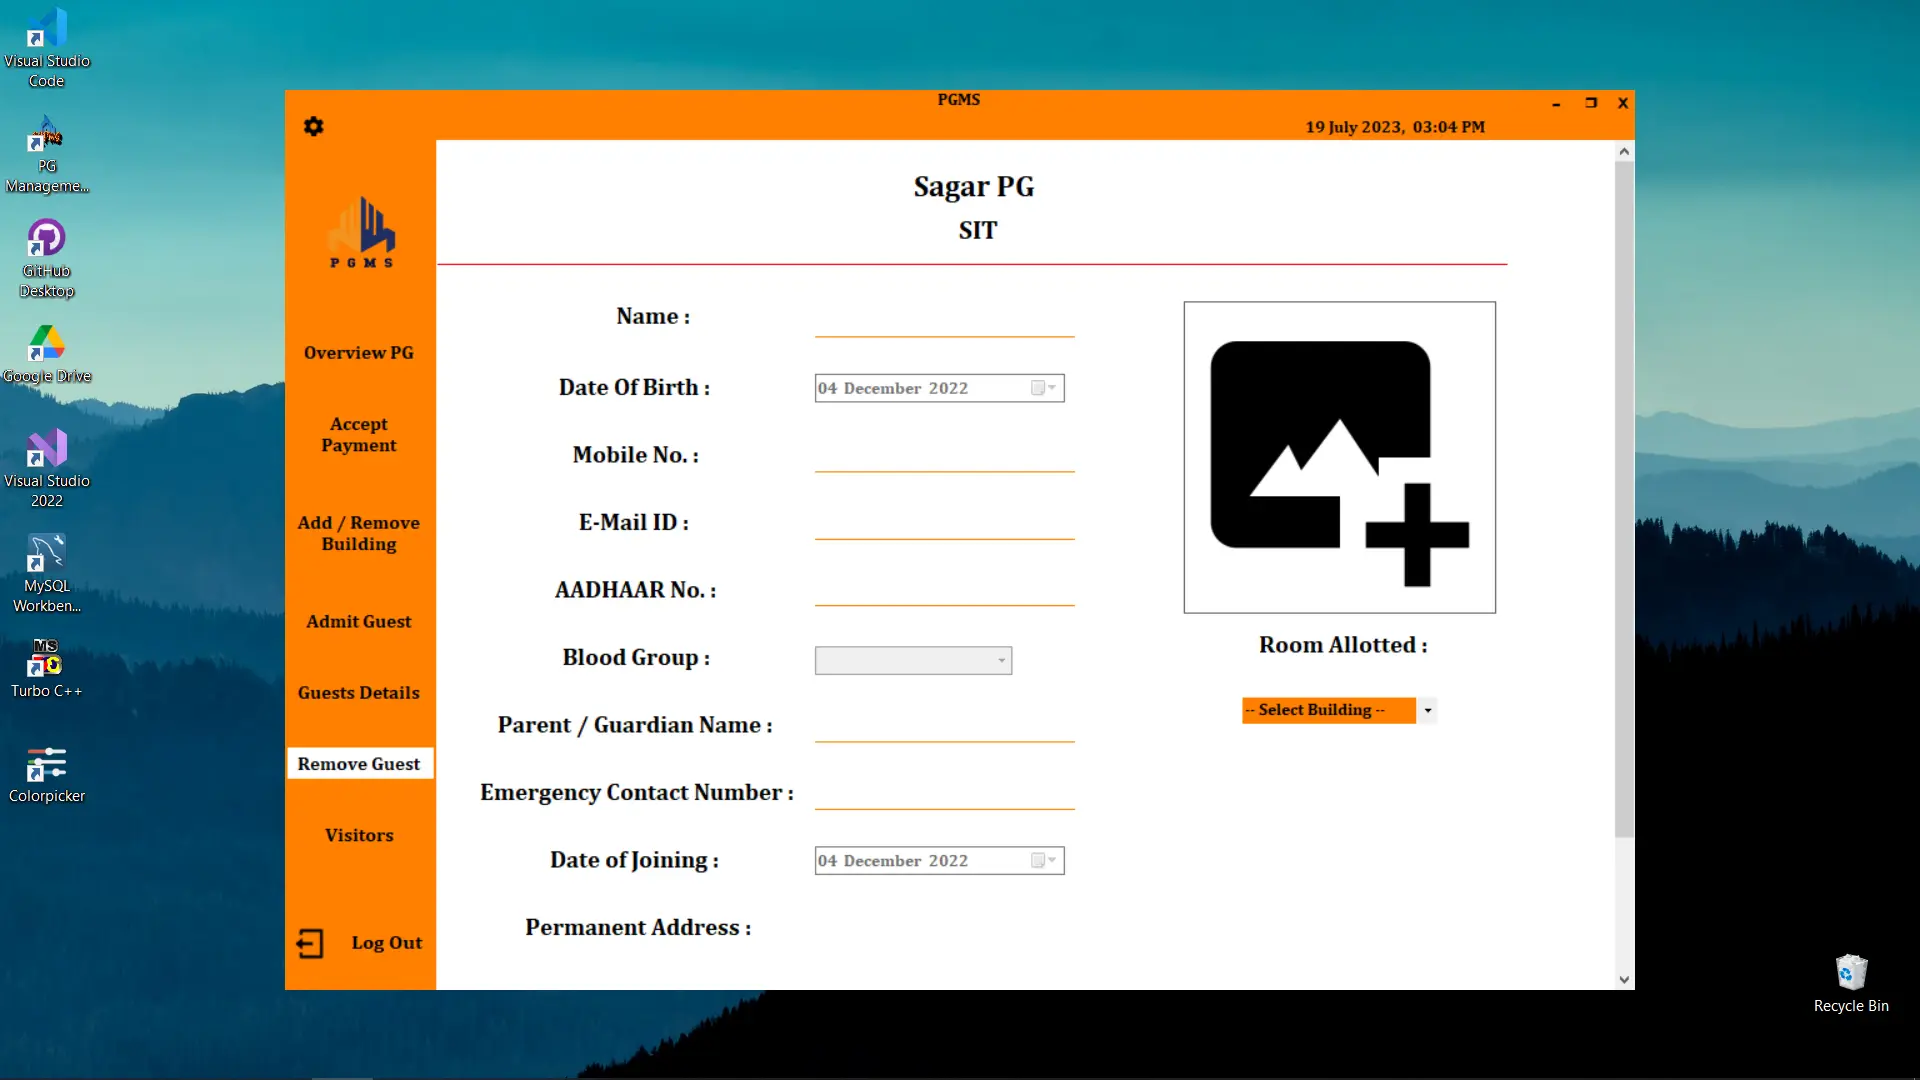 Visual Studio
Code
PG
Manageme...
GitHub
Desktop
Google Drive
Visual Studio
2022
MySQL
Workben...
MS
Turbo C++
Colorpicker
PGMS
19 July 2023, 03:04 PM
PGMS
Overview PG
Accept
Payment
Add / Remove
Building
Admit Guest
Guests Details
Remove Guest
Visitors
Log Out
Sagar PG
SIT
Name :
Date Of Birth :
04 December 2022
Mobile No. :
E-Mail ID :
AADHAAR No. :
Blood Group :
Parent / Guardian Name :
Emergency Contact Number :
Date of Joining :
04 December 2022
Permanent Address :
Room Allotted :
-- Select Building --
Recycle Bin